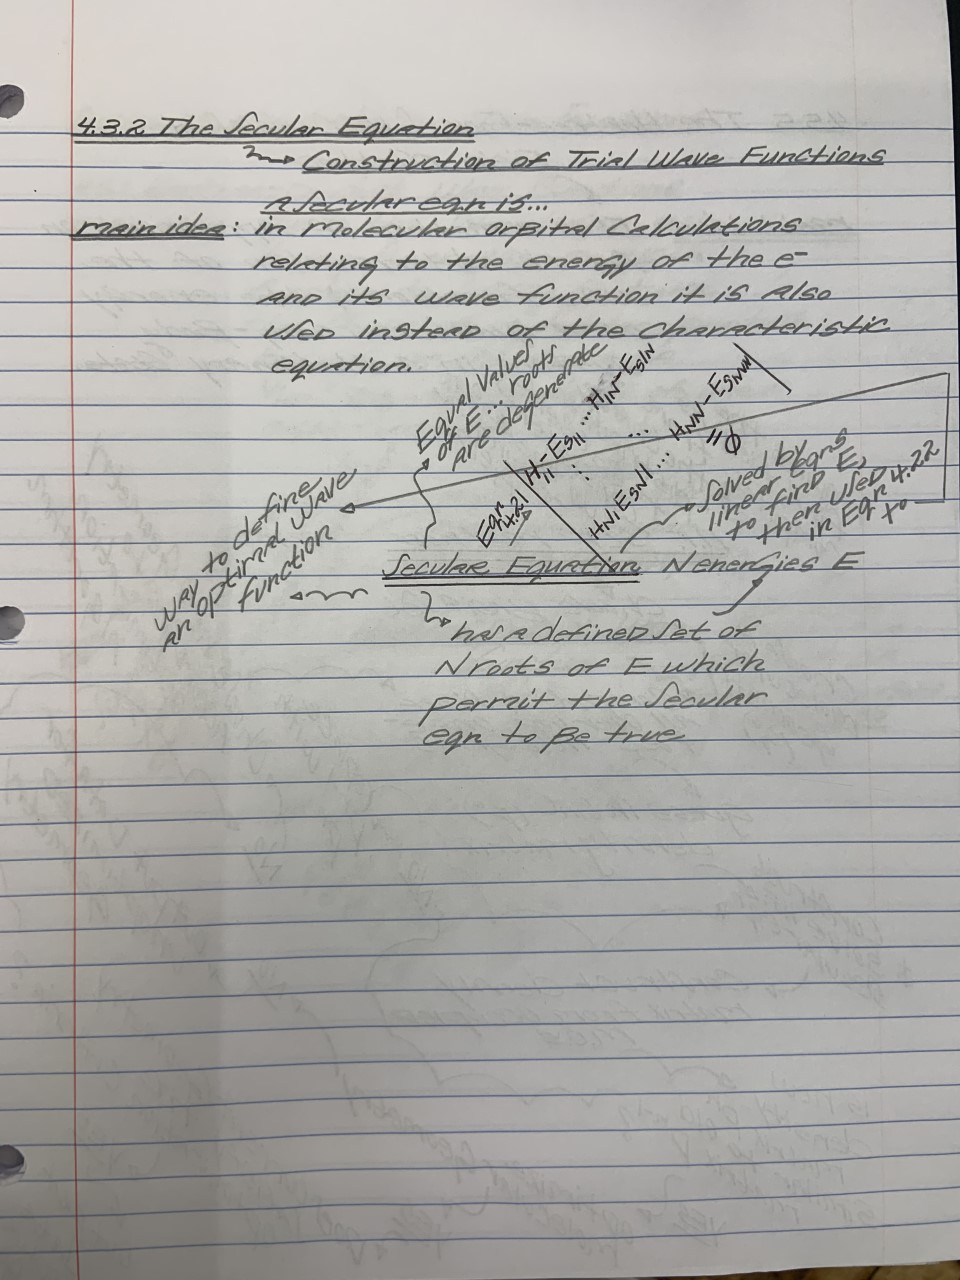 4.3.2 The Secular Equation
Construction of Trial Wave Functions
A Secular eqn is...
main idea: in Molecular orbital Calculations
relating to the energy of the e-
and its wave function it is also
used instead of the characteristic
equation.
Equal Values
of E... roots
are degenerate
H11-ES11 ... H1N-ES1N
⋮ ...
HN1ESN1 ... HNN-ESNN
=0
Eqn
4.21
solved by
linear eqns
to find E,
then used
in Eqn 4.22
to
way to define
an optimal wave
function
Secular Equation N energies E
has a defined set of
N roots of E which
permit the Secular
eqn to be true